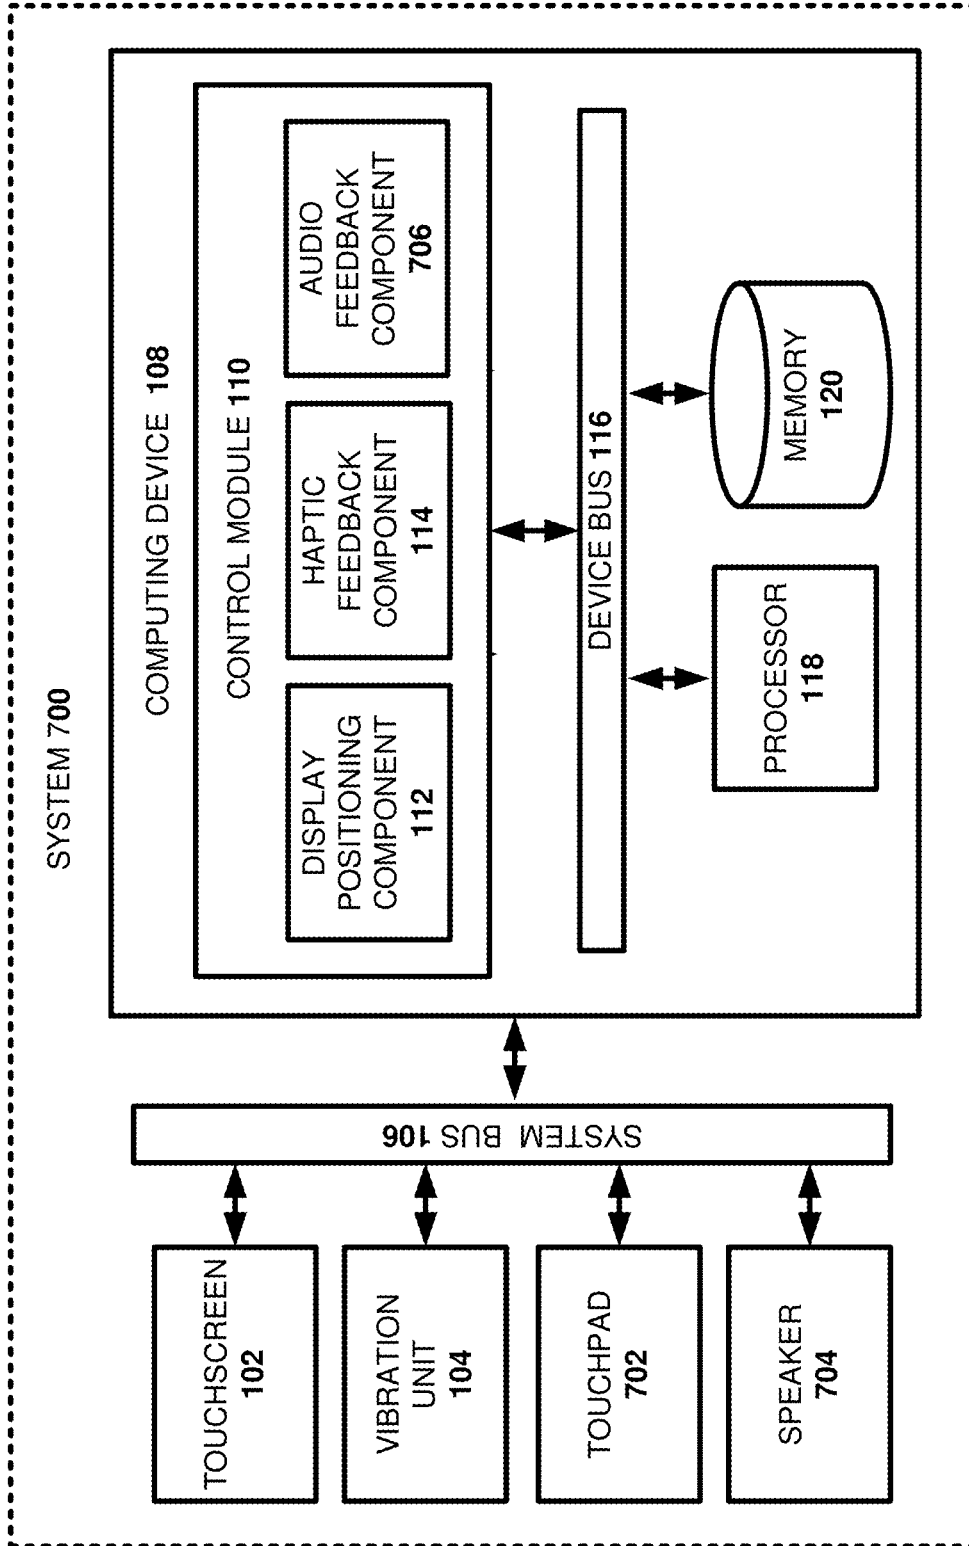 SYSTEM 700
TOUCHSCREEN
102
VIBRATION
UNIT
104
TOUCHPAD
702
SPEAKER
704
SYSTEM BUS 106
COMPUTING DEVICE 108
CONTROL MODULE 110
DISPLAY
POSITIONING
COMPONENT
112
HAPTIC
FEEDBACK
COMPONENT
114
AUDIO
FEEDBACK
COMPONENT
706
DEVICE BUS 116
PROCESSOR
118
MEMORY
120